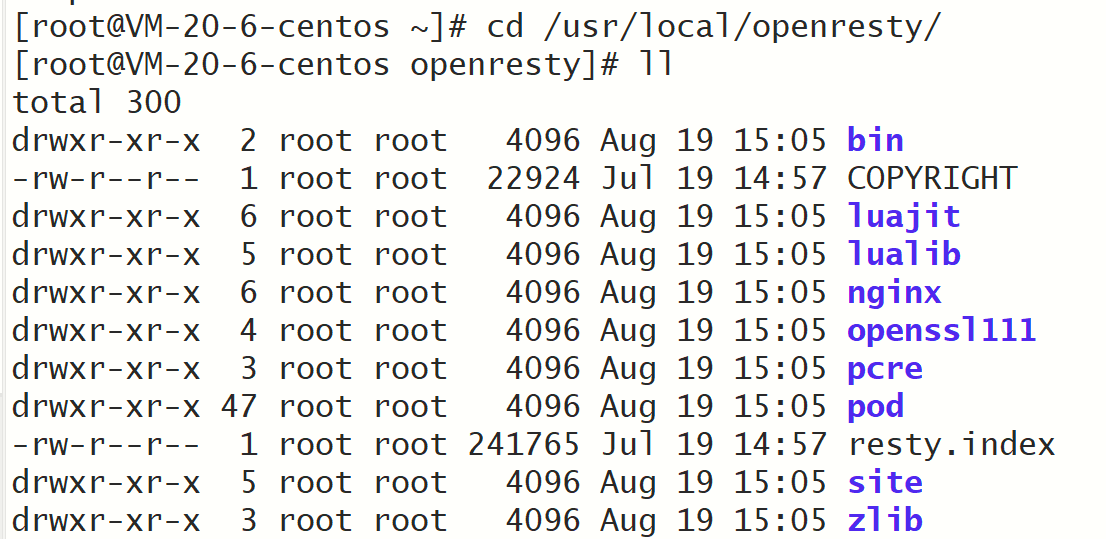 [root@VM-20-6-centos ~]# cd /usr/local/openresty/
[root@VM-20-6-centos openresty]# ll
total 300
drwxr-xr-x  2 root root   4096 Aug 19 15:05 bin
-rw-r--r--  1 root root  22924 Jul 19 14:57 COPYRIGHT
drwxr-xr-x  6 root root   4096 Aug 19 15:05 luajit
drwxr-xr-x  5 root root   4096 Aug 19 15:05 lualib
drwxr-xr-x  6 root root   4096 Aug 19 15:05 nginx
drwxr-xr-x  4 root root   4096 Aug 19 15:05 openssl111
drwxr-xr-x  3 root root   4096 Aug 19 15:05 pcre
drwxr-xr-x 47 root root   4096 Aug 19 15:05 pod
-rw-r--r--  1 root root 241765 Jul 19 14:57 resty.index
drwxr-xr-x  5 root root   4096 Aug 19 15:05 site
drwxr-xr-x  3 root root   4096 Aug 19 15:05 zlib